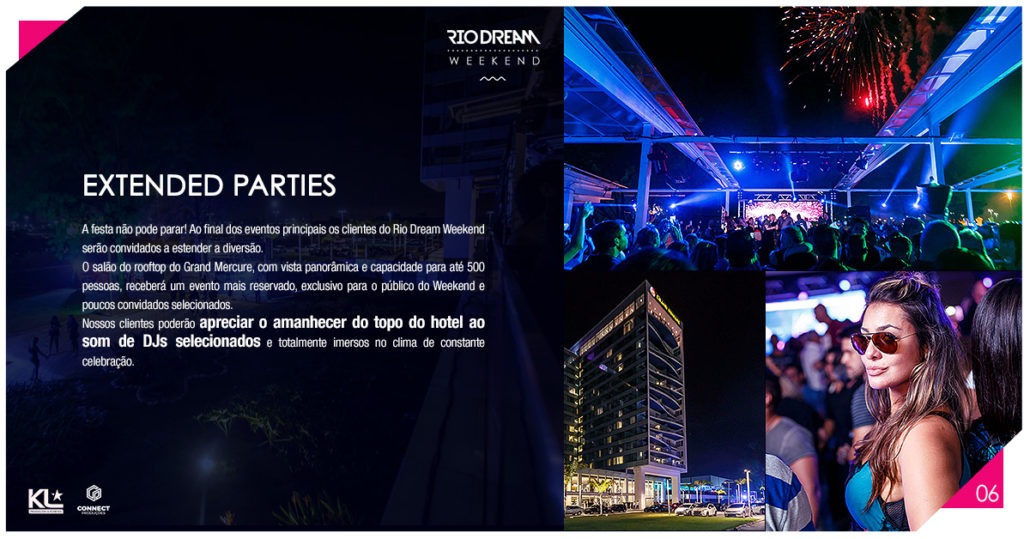 RIO DREAM
WEEKEND
EXTENDED PARTIES
A festa não pode parar! Ao final dos eventos principais os clientes do Rio Dream Weekend
serão convidados a estender a diversão.
O salão do rooftop do Grand Mercure, com vista panorâmica e capacidade para até 500
pessoas, receberá um evento mais reservado, exclusivo para o público do Weekend e
poucos convidados selecionados.
Nossos clientes poderão apreciar o amanhecer do topo do hotel ao
som de DJs selecionados e totalmente imersos no clima de constante
celebração.
KL
CONNECT
PRODUÇÕES
06